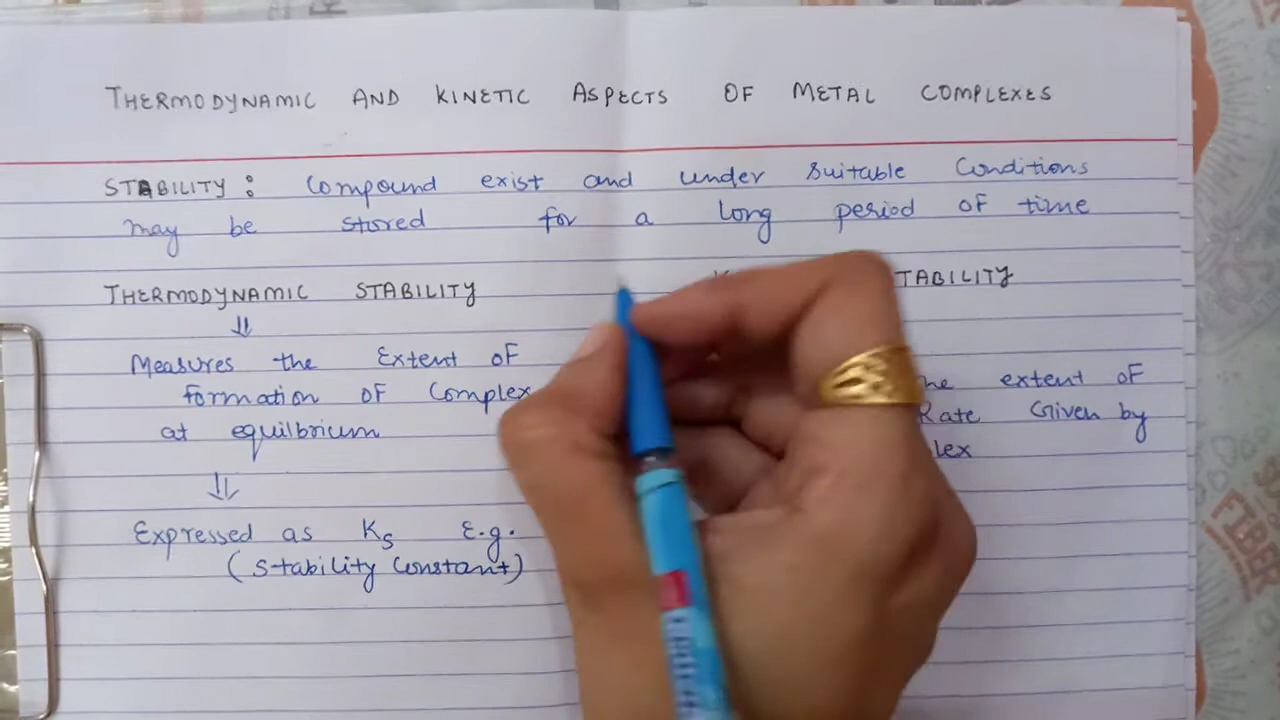 THERMODYNAMIC AND KINETIC ASPECTS OF METAL COMPLEXES
STABILITY : Compound exist and under suitable Conditions
may be stored for a long period of time
THERMODYNAMIC STABILITY
⇓
Measures the Extent of
formation of Complex
at equilbrium
⇓
Expressed as Ks E.g.
(Stability Constant)
TABILITY
extent of
Rate Given by
lex
FIBER